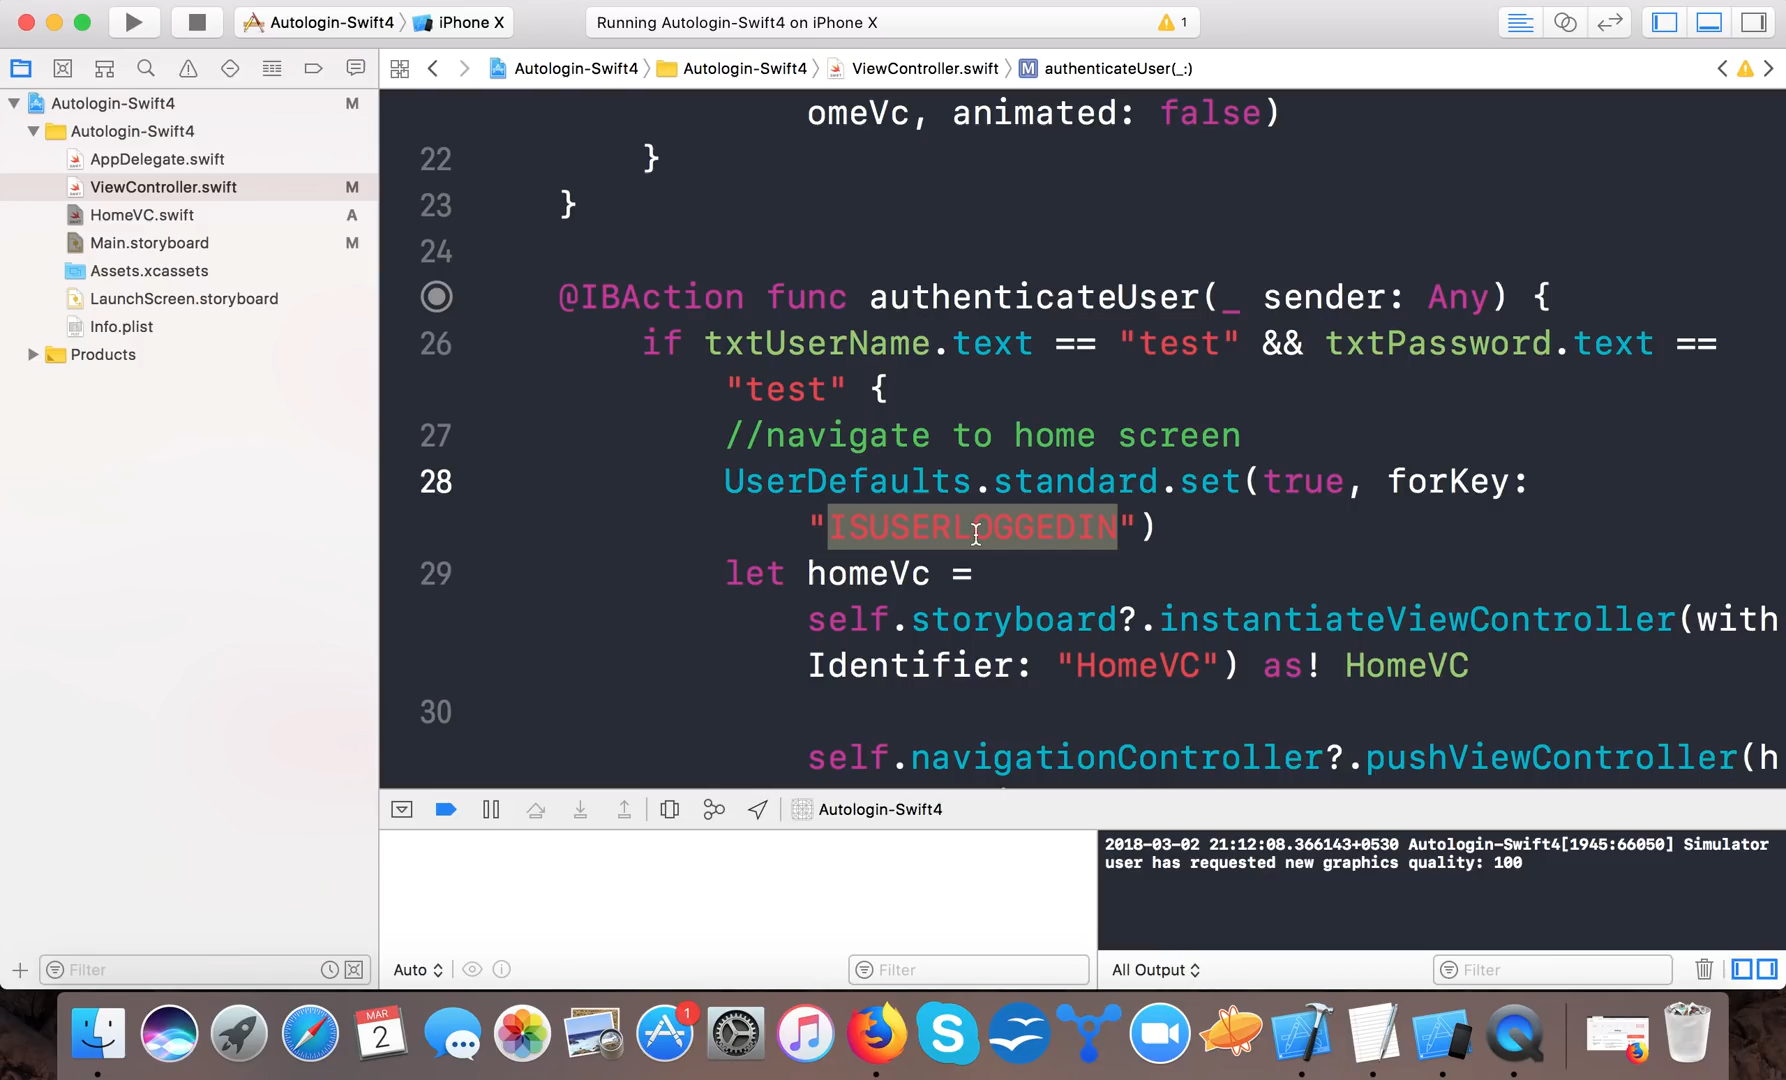 Autologin-Swift4 iPhone X
Running Autologin-Swift4 on iPhone X
1
Autologin-Swift4 Autologin-Swift4 ViewController.swift M authenticateUser(_:)
Autologin-Swift4 M
Autologin-Swift4
AppDelegate.swift
ViewController.swift M
HomeVC.swift A
Main.storyboard M
Assets.xcassets
LaunchScreen.storyboard
Info.plist
Products
omeVc, animated: false)
22 }
23 }
24
@IBAction func authenticateUser(_ sender: Any) {
26 if txtUserName.text == "test" && txtPassword.text ==
"test" {
27 //navigate to home screen
28 UserDefaults.standard.set(true, forKey:
"ISUSERLOGGEDIN")
29 let homeVc =
self.storyboard?.instantiateViewController(with
Identifier: "HomeVC") as! HomeVC
30
self.navigationController?.pushViewController(h
Autologin-Swift4
2018-03-02 21:12:08.366143+0530 Autologin-Swift4[1945:66050] Simulator
user has requested new graphics quality: 100
Filter
Auto
Filter
All Output
Filter
MAR
2
1